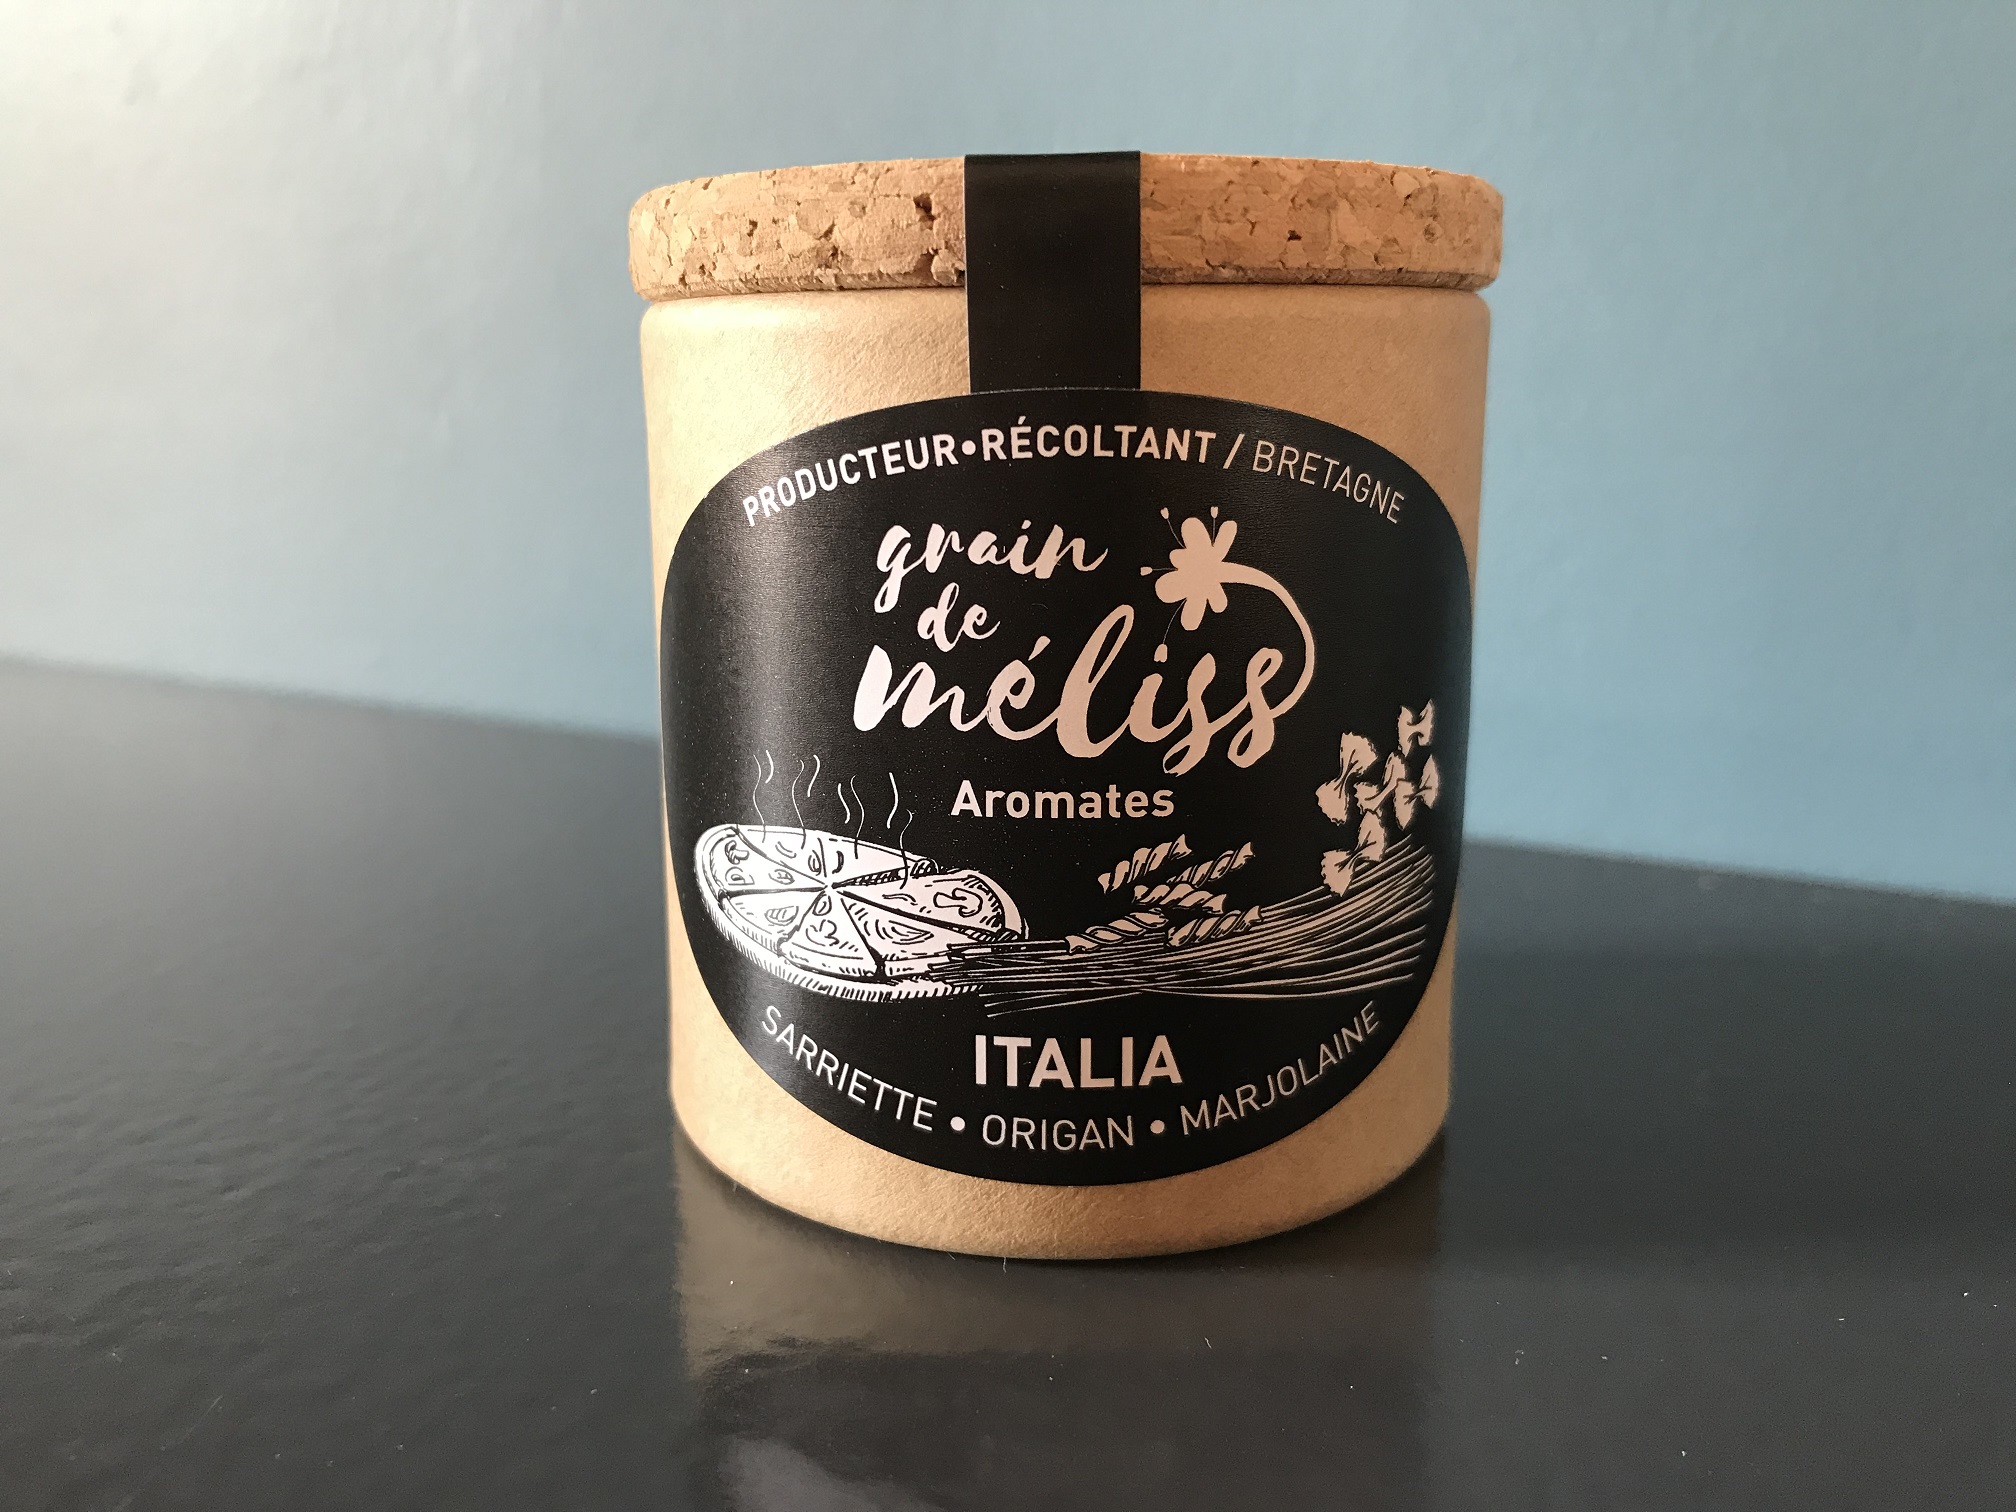 PRODUCTEUR•RÉCOLTANT / BRETAGNE
grain
de
méliss
Aromates
ITALIA
SARRIETTE • ORIGAN • MARJOLAINE